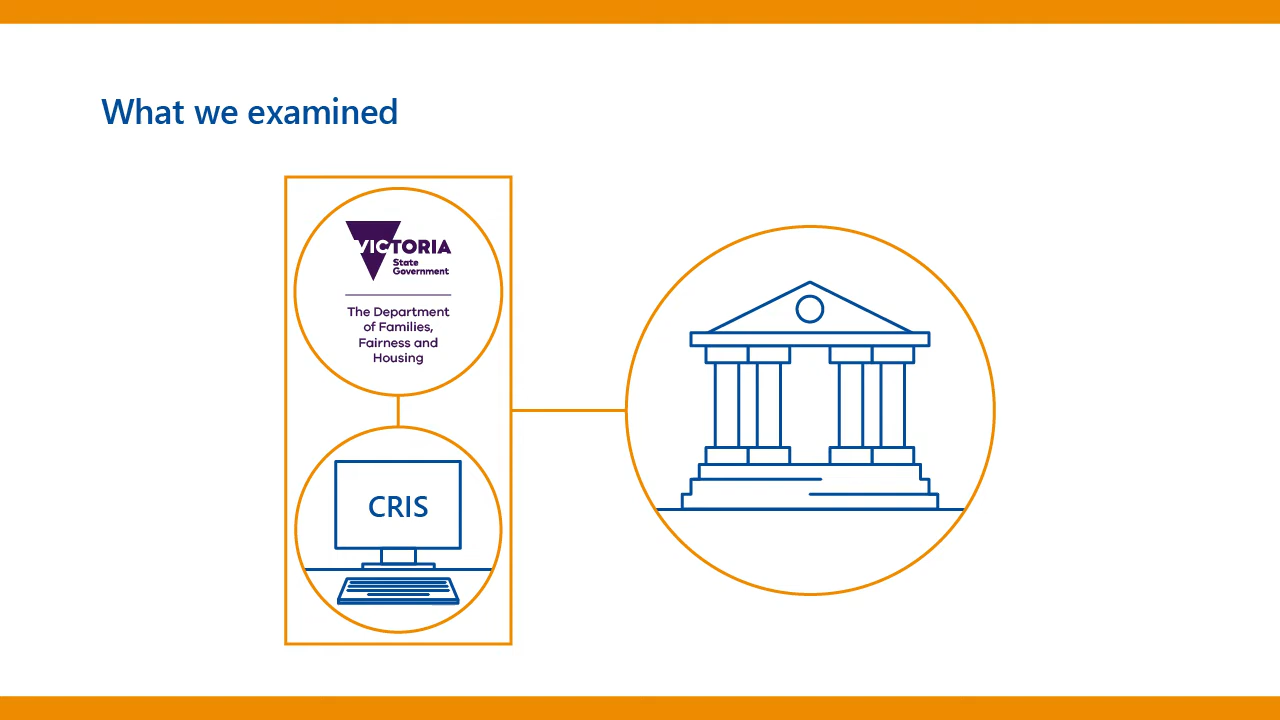 What we examined
VICTORIA
State
Government
The Department
of Families,
Fairness and
Housing
CRIS